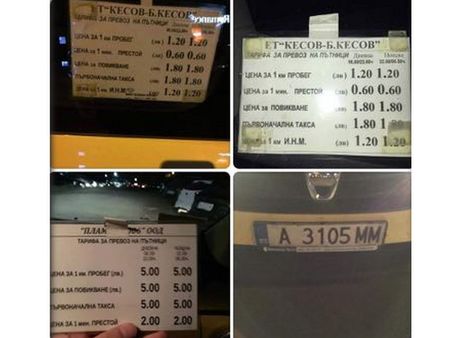 ЕТ"КЕСОВ-Б.КЕСОВ"
ТАРИФА ЗА ПРЕВОЗ НА ПЪТНИЦИ
ЦЕНА ЗА 1 км ПРОБЕГ (лв) 1.20 1.20
ЦЕНА ЗА 1 мин. ПРЕСТОЙ (лв) 0.60 0.60
ЦЕНА ЗА ПОВИКВАНЕ (лв) 1.80 1.80
ПЪРВОНАЧАЛНА ТАКСА (лв) 1.80 1.80
ЦЕНА ЗА 1 км И.Н.М. (лв) 1.20 1.20
ЕТ"КЕСОВ-Б.КЕСОВ"
ТАРИФА ЗА ПРЕВОЗ НА ПЪТНИЦИ Дневна Нощна
ЦЕНА ЗА 1 км ПРОБЕГ (лв) 1.20 1.20
ЦЕНА ЗА 1 мин. ПРЕСТОЙ (лв) 0.60 0.60
ЦЕНА ЗА ПОВИКВАНЕ (лв) 1.80 1.80
ПЪРВОНАЧАЛНА ТАКСА (лв) 1.80 1.80
ЦЕНА ЗА 1 км И.Н.М. (лв) 1.20 1.20
ООД
ТАРИФА ЗА ПРЕВОЗ НА ПЪТНИЦИ
ЦЕНА ЗА 1 км. ПРОБЕГ (лв.) 5.00 5.00
ЦЕНА ЗА ПОВИКВАНЕ (лв.) 5.00 5.00
ПЪРВОНАЧАЛНА ТАКСА 5.00 5.00
ЦЕНА ЗА 1 мин. ПРЕСТОЙ 2.00 2.00
A 3105 MM